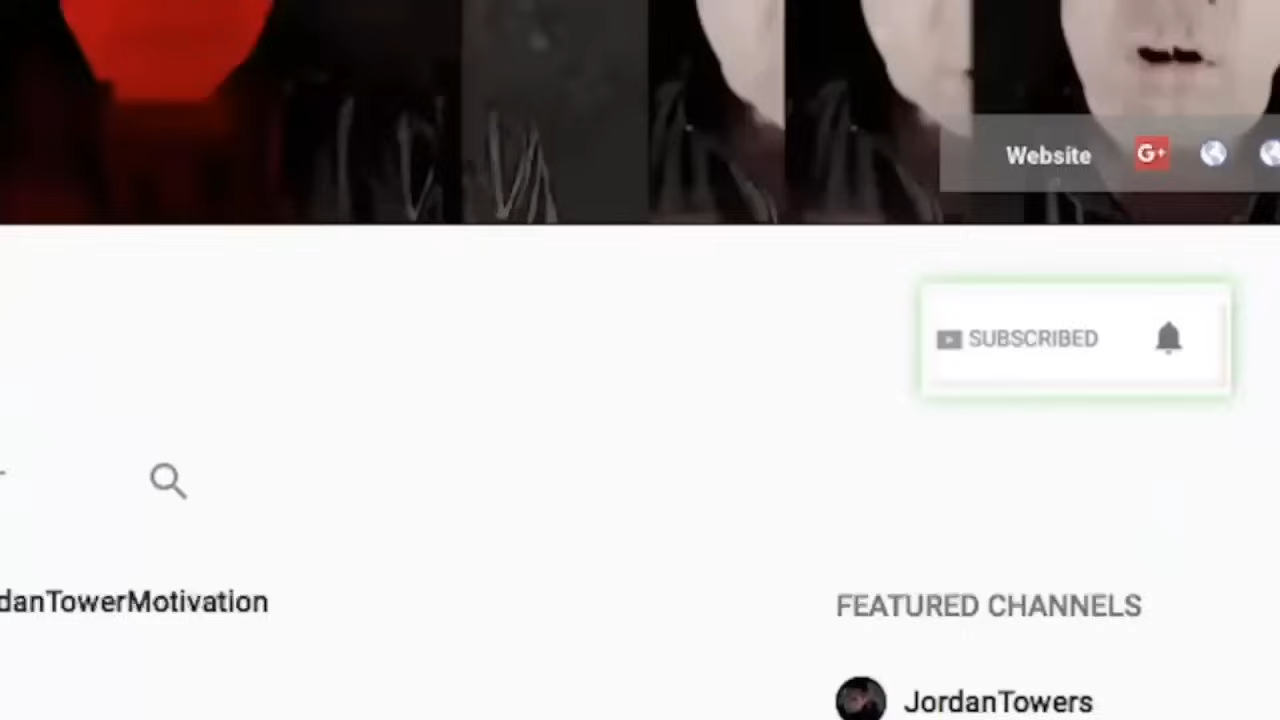 Website G+
SUBSCRIBED
danTowerMotivation
FEATURED CHANNELS
JordanTowers